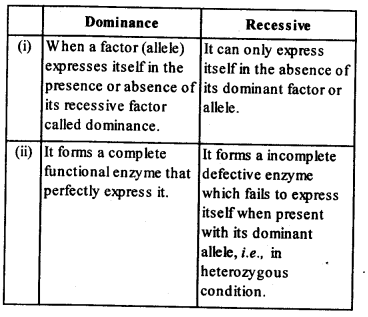 Dominance Recessive
(i) When a factor (allele) It can only express
expresses itself in the itself in the absence of
presence or absence of its dominant factor or
its recessive factor allele.
called dominance.
(ii) It forms a complete It forms a incomplete
functional enzyme that defective enzyme
perfectly express it. which fails to express
itself when present
with its dominant
allele, i.e., in
heterozygous
condition.